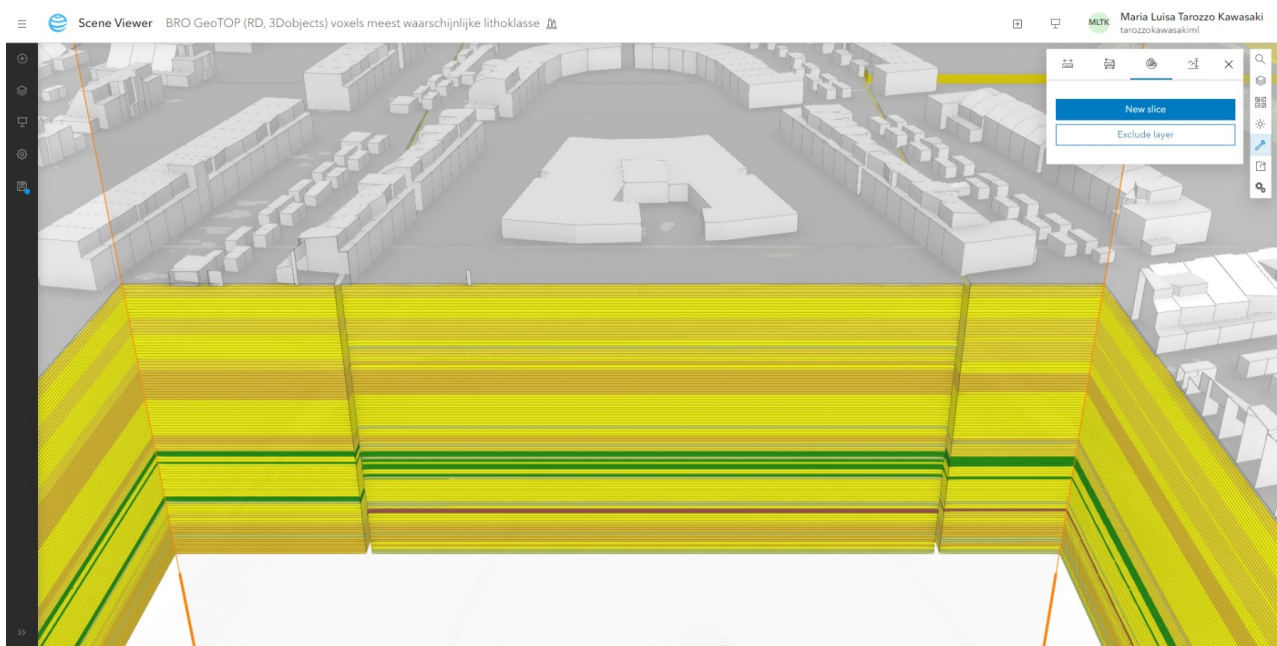 Scene Viewer BRO GeoTOP (RD, 3Dobjects) voxels meest waarschijnlijke lithoklasse
MLTK
Maria Luisa Tarozzo Kawasaki
tarozzokawasakiml
New slice
Exclude layer